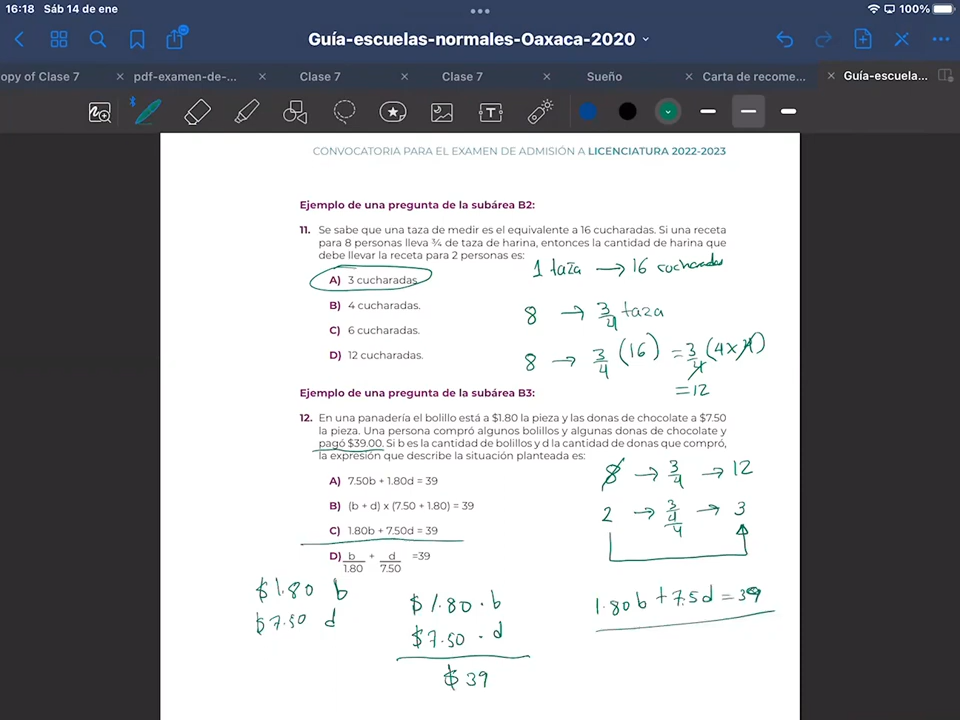 16:18 Sáb 14 de ene
100%
Guía-escuelas-normales-Oaxaca-2020
opy of Clase 7
pdf-examen-de-...
Clase 7
Clase 7
Sueño
Carta de recome...
Guía-escuela...
CONVOCATORIA PARA EL EXAMEN DE ADMISIÓN A LICENCIATURA 2022-2023
Ejemplo de una pregunta de la subárea B2:
11. Se sabe que una taza de medir es el equivalente a 16 cucharadas. Si una receta
para 8 personas lleva ¾ de taza de harina, entonces la cantidad de harina que
debe llevar la receta para 2 personas es:
A) 3 cucharadas.
B) 4 cucharadas.
C) 6 cucharadas.
D) 12 cucharadas.
1 taza → 16 cucharadas
8 → 3/4 taza
8 → 3/4 (16) = 3/4 (4x4)
= 12
Ejemplo de una pregunta de la subárea B3:
12. En una panadería el bolillo está a $1.80 la pieza y las donas de chocolate a $7.50
la pieza. Una persona compró algunos bolillos y algunas donas de chocolate y
pagó $39.00. Si b es la cantidad de bolillos y d la cantidad de donas que compró,
la expresión que describe la situación planteada es:
A) 7.50b + 1.80d = 39
B) (b + d) x (7.50 + 1.80) = 39
C) 1.80b + 7.50d = 39
D) b/1.80 + d/7.50 =39
8 → 3/4 → 12
2 → 3/4/4 → 3
$1.80 b
$7.50 d
$1.80 · b
$7.50 · d
$39
1.80b + 7.5d = 39